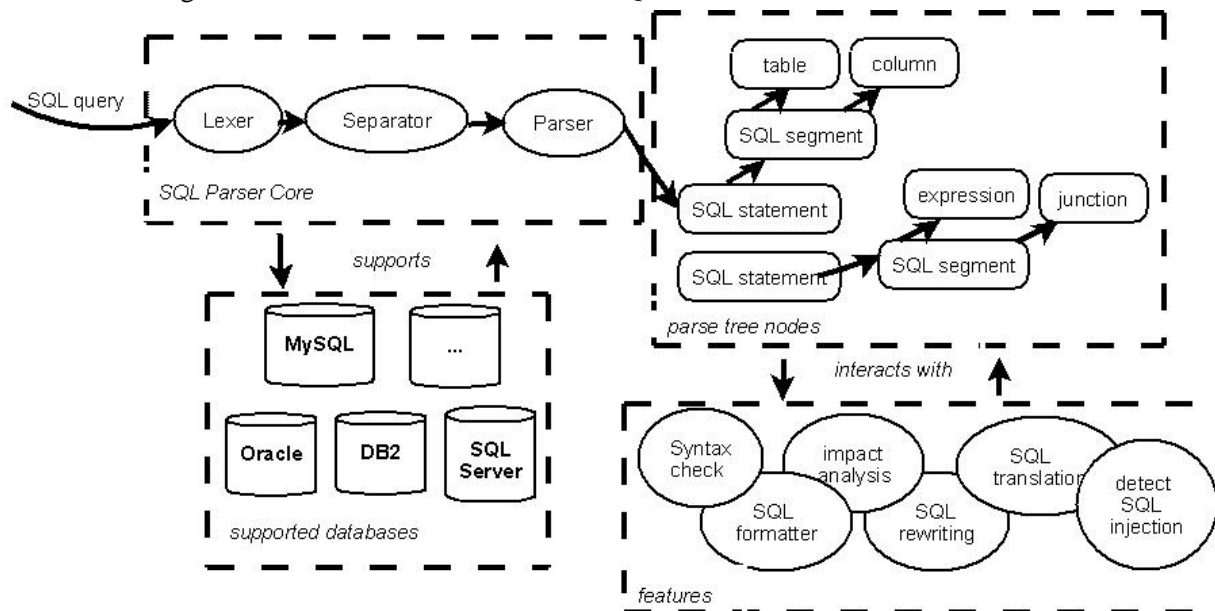 SQL query
Lexer
Separator
Parser
SQL Parser Core
table
column
SQL segment
SQL statement
expression
junction
SQL segment
SQL statement
parse tree nodes
supports
MySQL
...
Oracle
DB2
SQL
Server
supported databases
interacts with
Syntax
check
impact
analysis
SQL
translation
detect
SQL
injection
SQL
formatter
SQL
rewriting
features